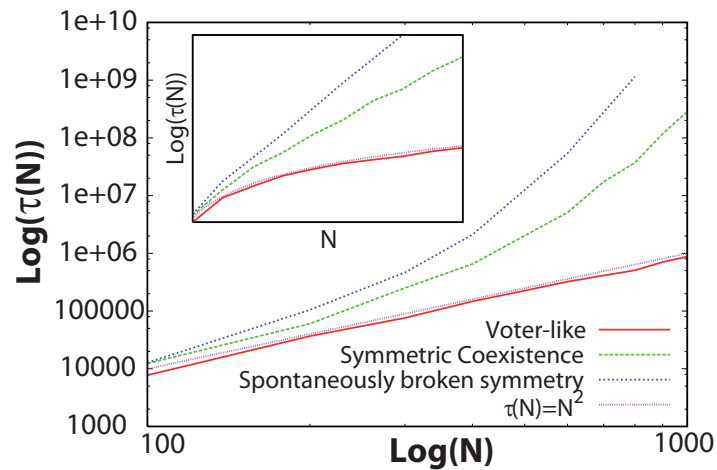 1e+10
1e+09
1e+08
1e+07
1e+06
100000
10000
1000
Log(τ(N))
Log(τ(N))
N
Voter-like
Symmetric Coexistence
Spontaneously broken symmetry
τ(N)=N²
100
Log(N)
1000